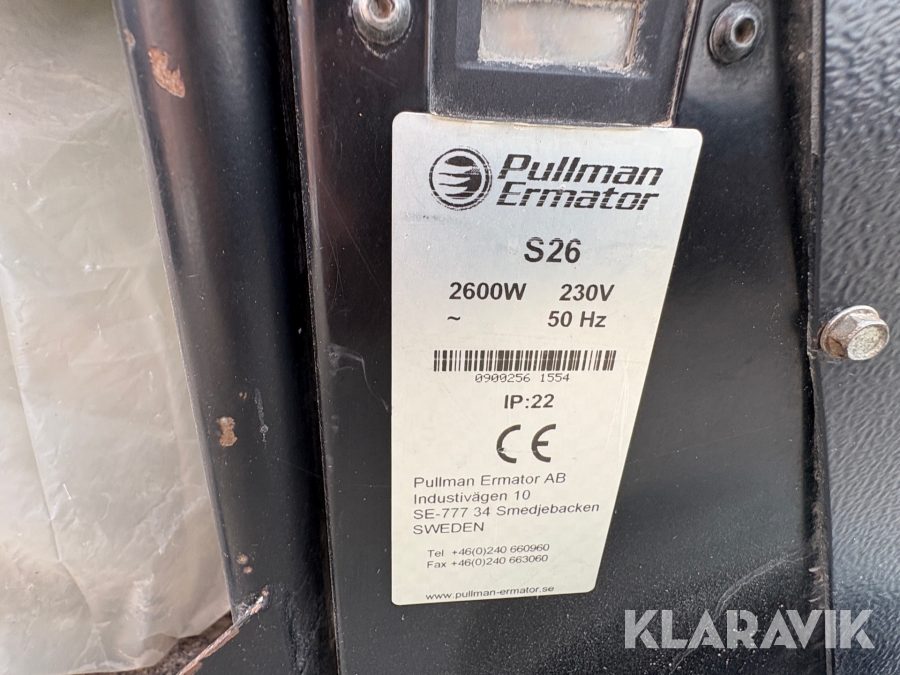 Pullman
Ermator
S26
2600W 230V
~ 50 Hz
0909256 1554
IP:22
CE
Pullman Ermator AB
Industivägen 10
SE-777 34 Smedjebacken
SWEDEN
Tel +46(0)240 660960
Fax +46(0)240 663060
www.pullman-ermator.se
KLARAVIK